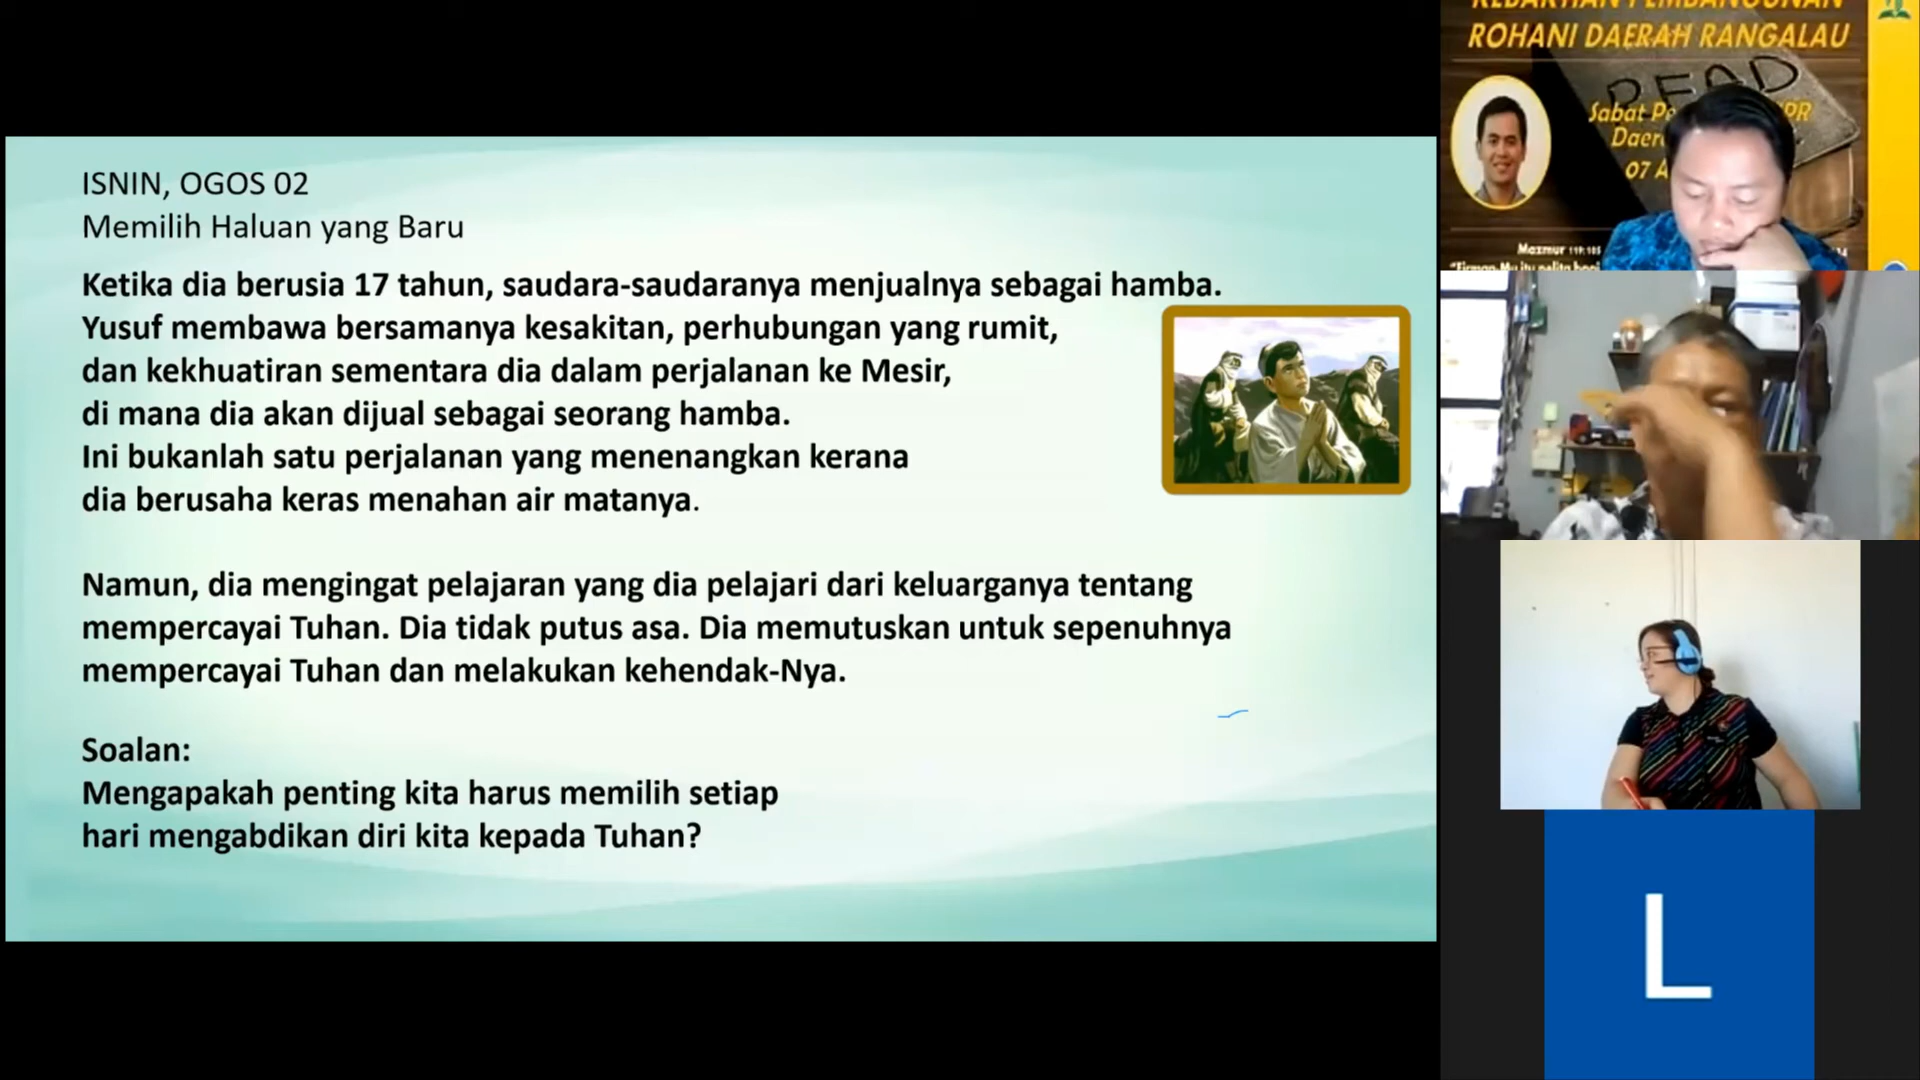 ISNIN, OGOS 02
Memilih Haluan yang Baru
Ketika dia berusia 17 tahun, saudara-saudaranya menjualnya sebagai hamba.
Yusuf membawa bersamanya kesakitan, perhubungan yang rumit,
dan kekhuatiran sementara dia dalam perjalanan ke Mesir,
di mana dia akan dijual sebagai seorang hamba.
Ini bukanlah satu perjalanan yang menenangkan kerana
dia berusaha keras menahan air matanya.
Namun, dia mengingat pelajaran yang dia pelajari dari keluarganya tentang
mempercayai Tuhan. Dia tidak putus asa. Dia memutuskan untuk sepenuhnya
mempercayai Tuhan dan melakukan kehendak-Nya.
Soalan:
Mengapakah penting kita harus memilih setiap
hari mengabdikan diri kita kepada Tuhan?
ROHANI DAERAH RANGALAU
READ
Sabat
07
Mazmur 119:105
L